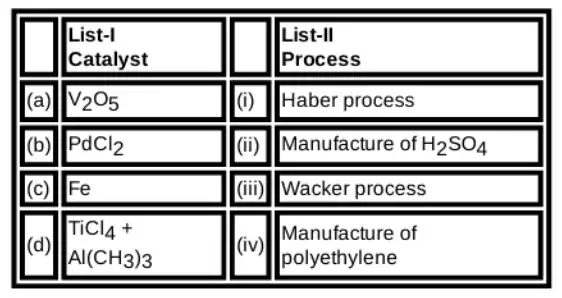 List-I List-II
Catalyst Process
(a) V2O5 (i) Haber process
(b) PdCl2 (ii) Manufacture of H2SO4
(c) Fe (iii) Wacker process
(d) TiCl4 + Al(CH3)3 (iv) Manufacture of polyethylene